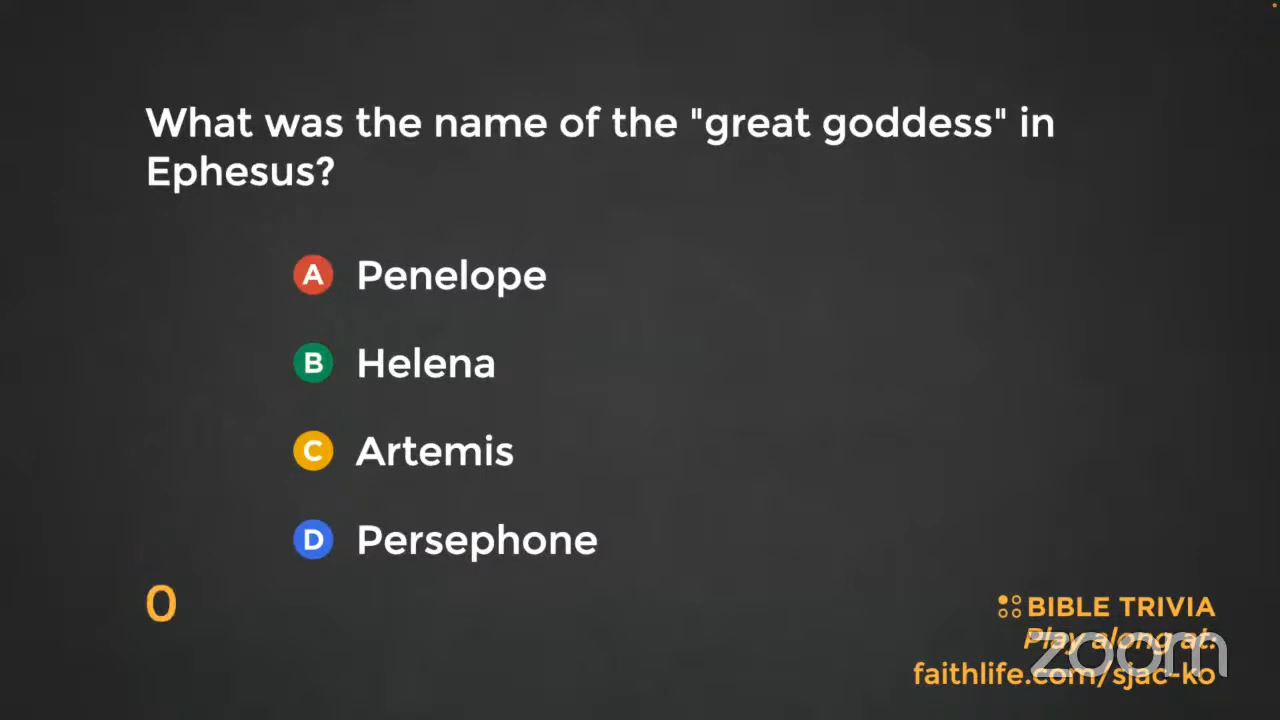 What was the name of the "great goddess" in
Ephesus?
A Penelope
B Helena
C Artemis
D Persephone
0
BIBLE TRIVIA
Play along at:
zoom
faithlife.com/sjac-ko